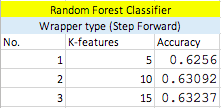 Random Forest Classifier
Wrapper type (Step Forward)
No. K-features Accuracy
1 5 0.6256
2 10 0.63092
3 15 0.63237